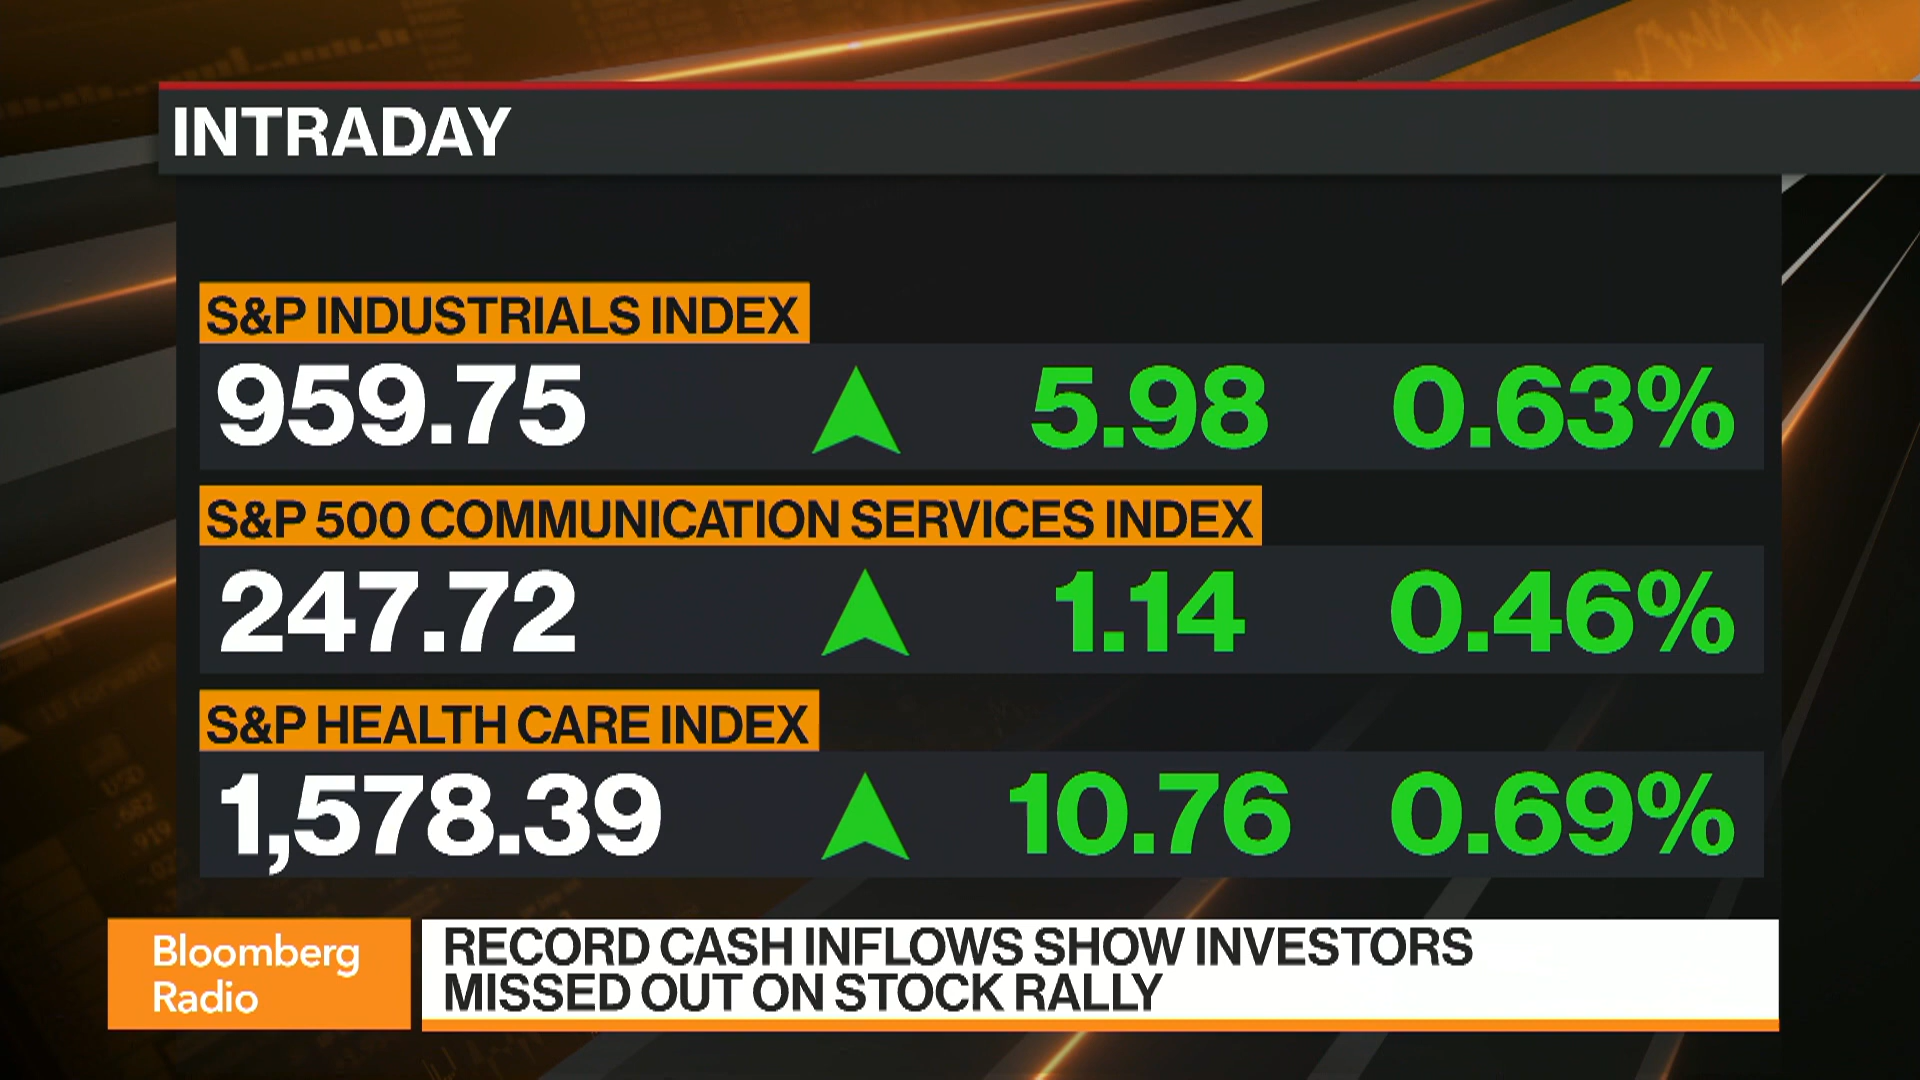 INTRADAY
S&P INDUSTRIALS INDEX
959.75 ▲ 5.98 0.63%
S&P 500 COMMUNICATION SERVICES INDEX
247.72 ▲ 1.14 0.46%
S&P HEALTH CARE INDEX
1,578.39 ▲ 10.76 0.69%
Bloomberg
Radio
RECORD CASH INFLOWS SHOW INVESTORS
MISSED OUT ON STOCK RALLY